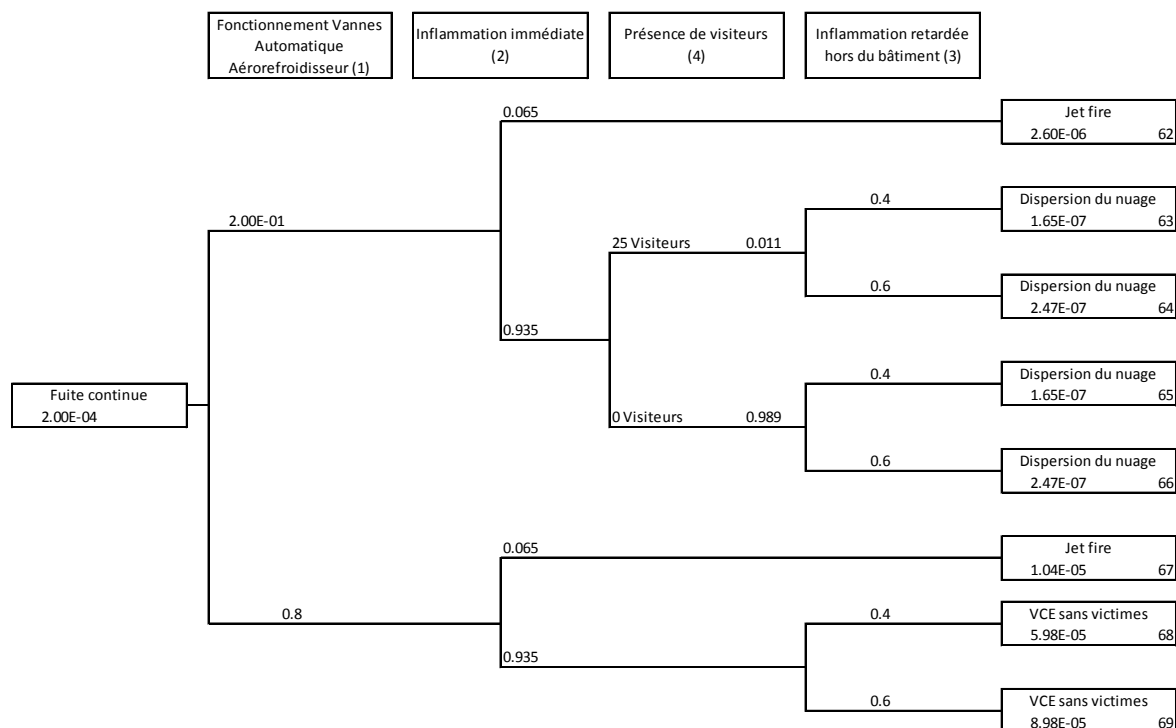 Fonctionnement Vannes
Automatique
Aérorefroidisseur (1)
Inflammation immédiate
(2)
Présence de visiteurs
(4)
Inflammation retardée
hors du bâtiment (3)
0.065
Jet fire
2.60E-06 62
2.00E-01
0.4
Dispersion du nuage
1.65E-07 63
25 Visiteurs 0.011
0.6
Dispersion du nuage
2.47E-07 64
0.935
0.4
Dispersion du nuage
1.65E-07 65
Fuite continue
2.00E-04
0 Visiteurs 0.989
0.6
Dispersion du nuage
2.47E-07 66
0.065
Jet fire
1.04E-05 67
0.8
0.4
VCE sans victimes
5.98E-05 68
0.935
0.6
VCE sans victimes
8.98E-05 69